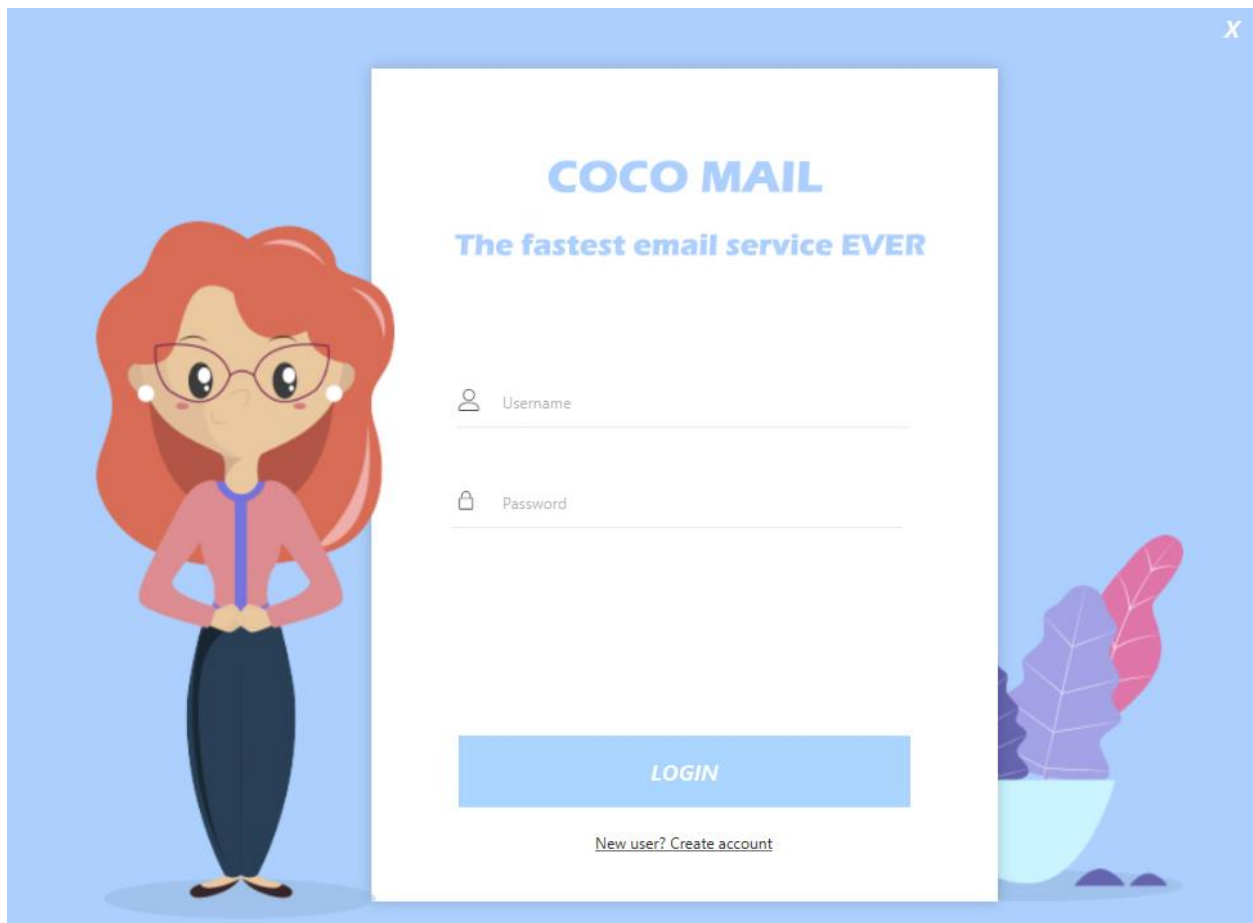 X
COCO MAIL
The fastest email service EVER
Username
Password
LOGIN
New user? Create account